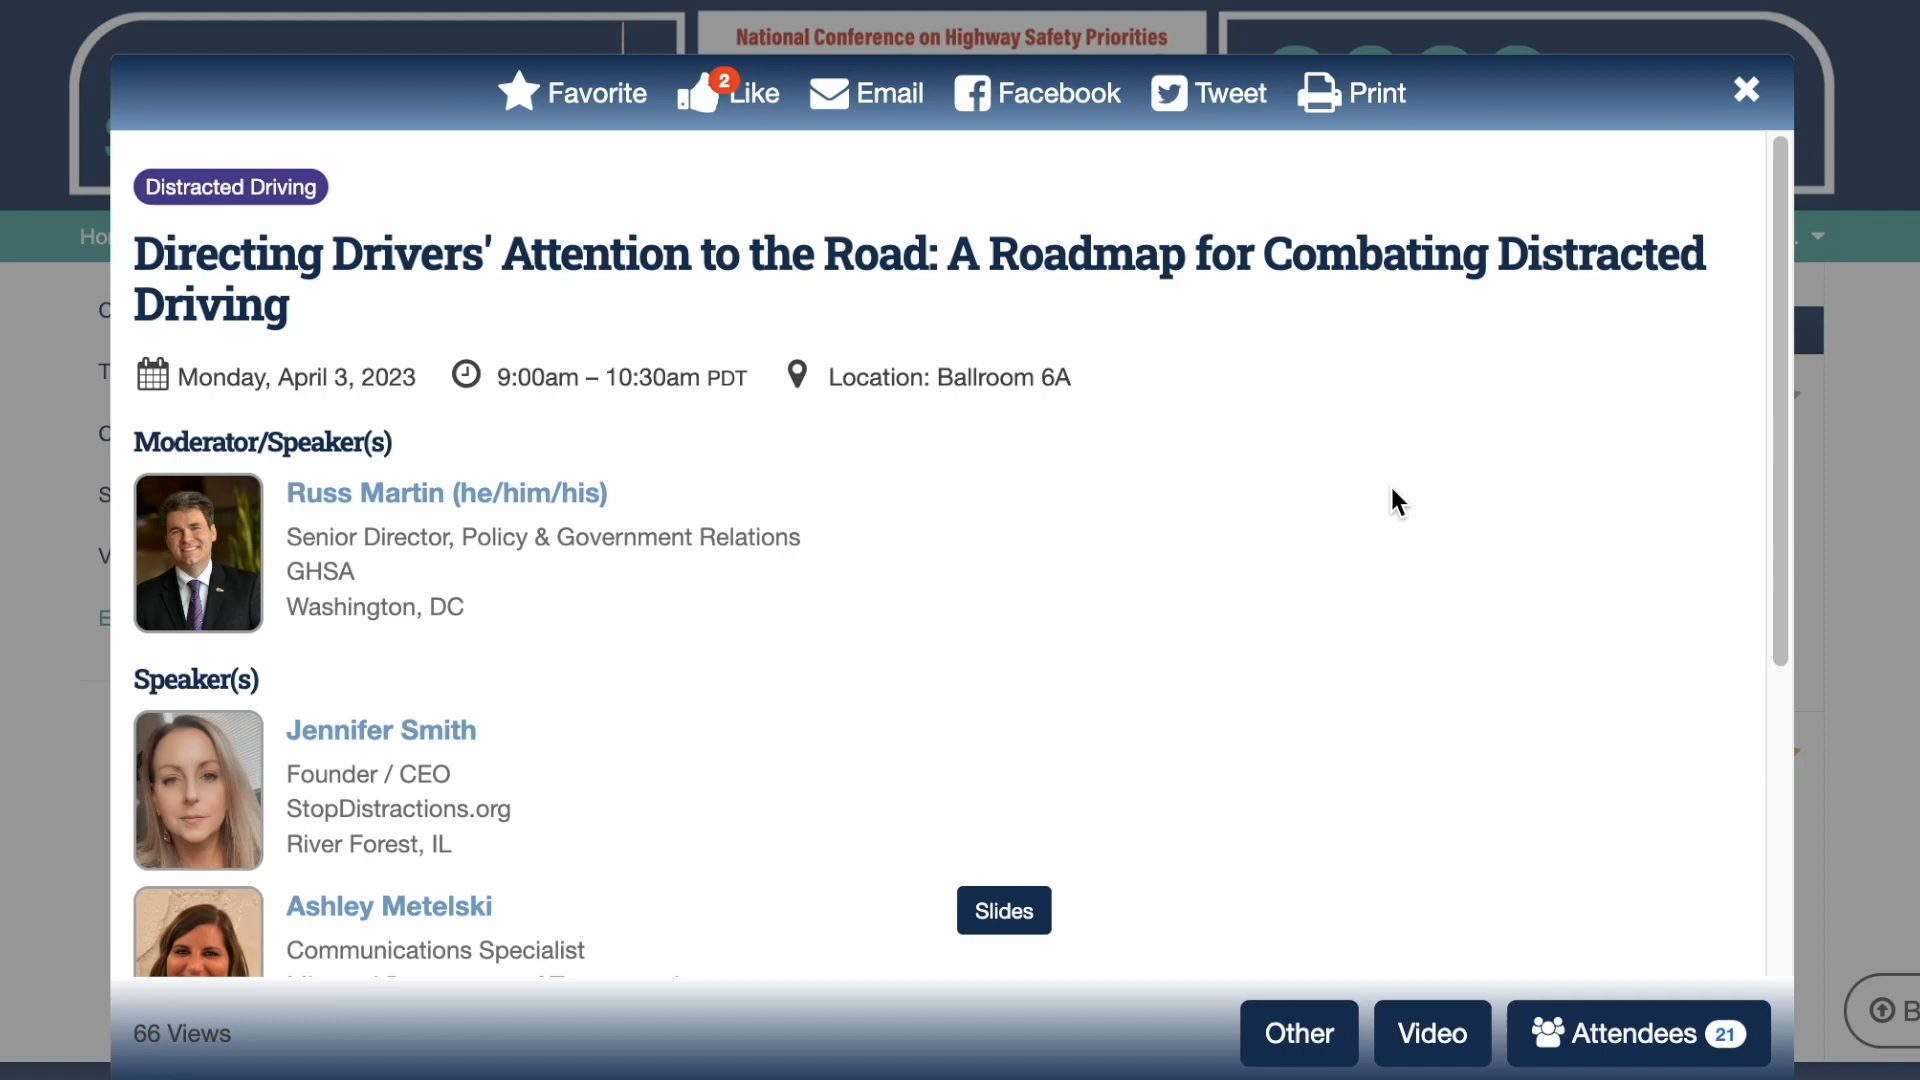 National Conference on Highway Safety Priorities
Favorite 2 Like Email Facebook Tweet Print
Distracted Driving
Directing Drivers' Attention to the Road: A Roadmap for Combating Distracted
Driving
Monday, April 3, 2023 9:00am – 10:30am PDT Location: Ballroom 6A
Moderator/Speaker(s)
Russ Martin (he/him/his)
Senior Director, Policy & Government Relations
GHSA
Washington, DC
Speaker(s)
Jennifer Smith
Founder / CEO
StopDistractions.org
River Forest, IL
Ashley Metelski
Slides
Communications Specialist
66 Views
Other
Video
Attendees 21